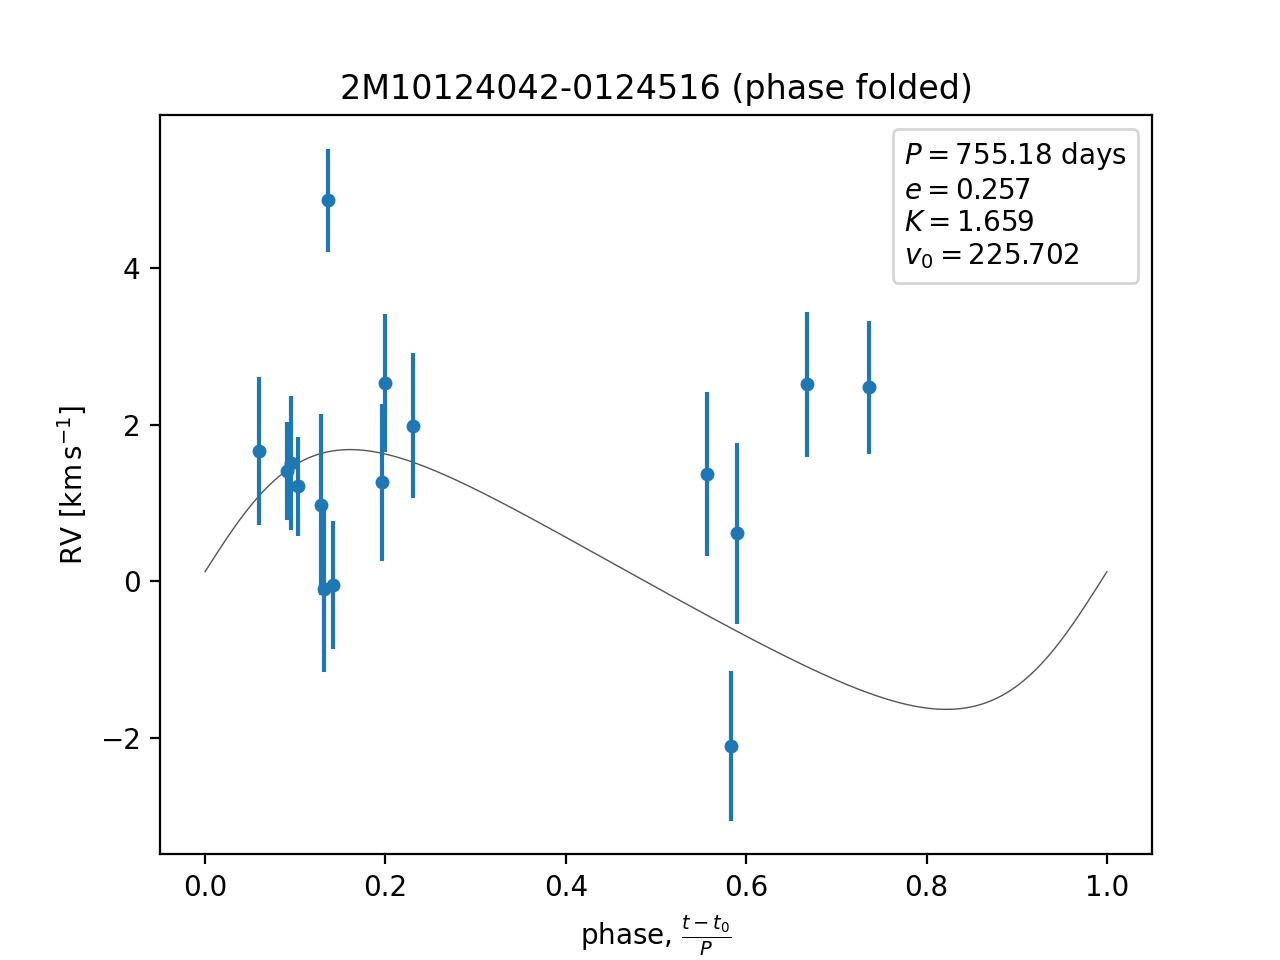 2M10124042-0124516 (phase folded)
P = 755.18 days
e = 0.257
K = 1.659
v₀ = 225.702
RV [km s⁻¹]
4
2
0
−2
0.0 0.2 0.4 0.6 0.8 1.0
phase, (t − t₀)/P